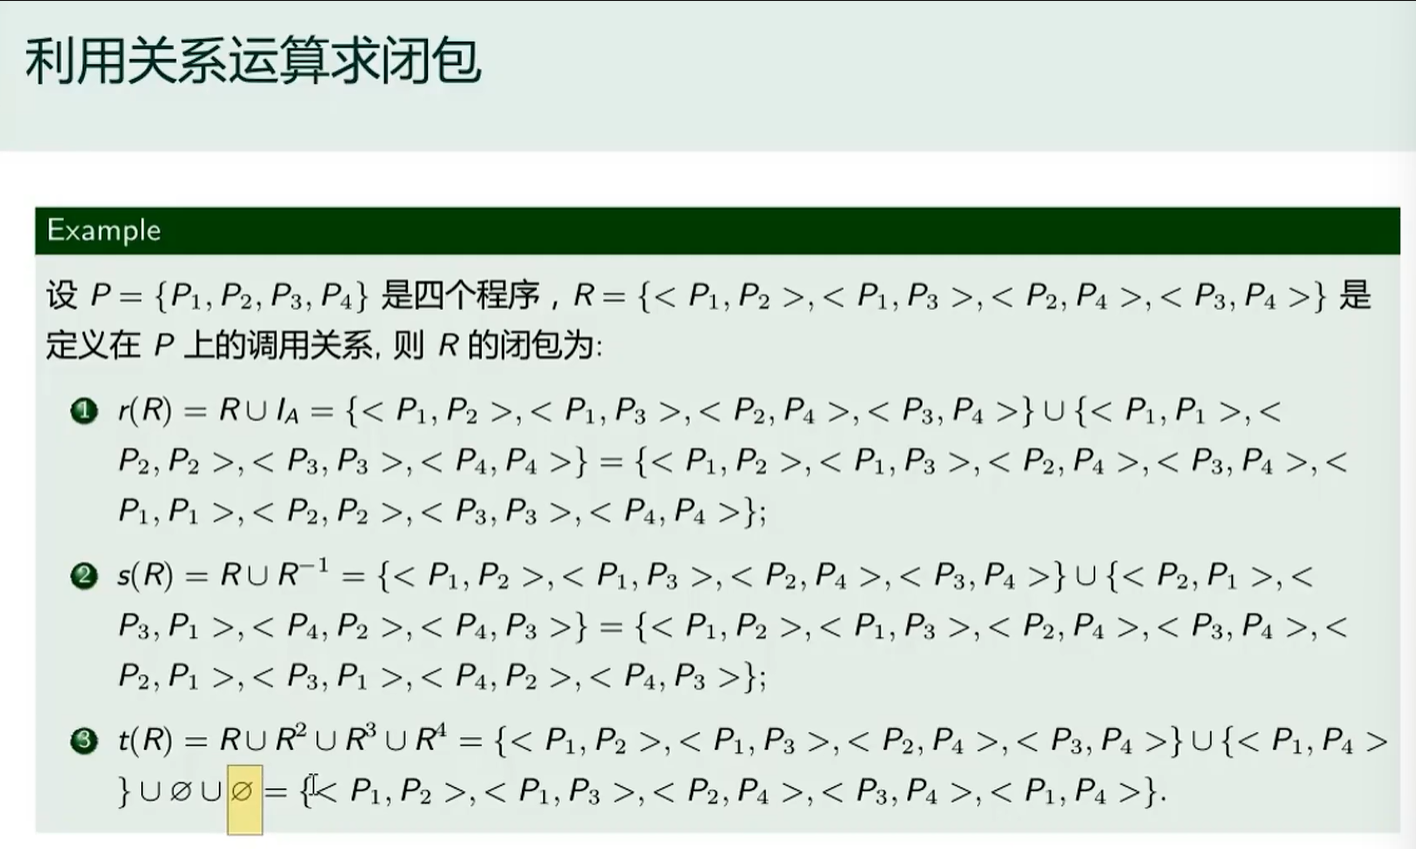 利用关系运算求闭包
Example
设 P = {P₁, P₂, P₃, P₄} 是四个程序 , R = {< P₁, P₂ >, < P₁, P₃ >, < P₂, P₄ >, < P₃, P₄ >} 是
定义在 P 上的调用关系, 则 R 的闭包为:
1 r(R) = R ∪ I_A = {< P₁, P₂ >, < P₁, P₃ >, < P₂, P₄ >, < P₃, P₄ >} ∪ {< P₁, P₁ >, <
P₂, P₂ >, < P₃, P₃ >, < P₄, P₄ >} = {< P₁, P₂ >, < P₁, P₃ >, < P₂, P₄ >, < P₃, P₄ >, <
P₁, P₁ >, < P₂, P₂ >, < P₃, P₃ >, < P₄, P₄ >};
2 s(R) = R ∪ R⁻¹ = {< P₁, P₂ >, < P₁, P₃ >, < P₂, P₄ >, < P₃, P₄ >} ∪ {< P₂, P₁ >, <
P₃, P₁ >, < P₄, P₂ >, < P₄, P₃ >} = {< P₁, P₂ >, < P₁, P₃ >, < P₂, P₄ >, < P₃, P₄ >, <
P₂, P₁ >, < P₃, P₁ >, < P₄, P₂ >, < P₄, P₃ >};
3 t(R) = R ∪ R² ∪ R³ ∪ R⁴ = {< P₁, P₂ >, < P₁, P₃ >, < P₂, P₄ >, < P₃, P₄ >} ∪ {< P₁, P₄ >
} ∪ ∅ ∪ ∅ = {< P₁, P₂ >, < P₁, P₃ >, < P₂, P₄ >, < P₃, P₄ >, < P₁, P₄ >}.